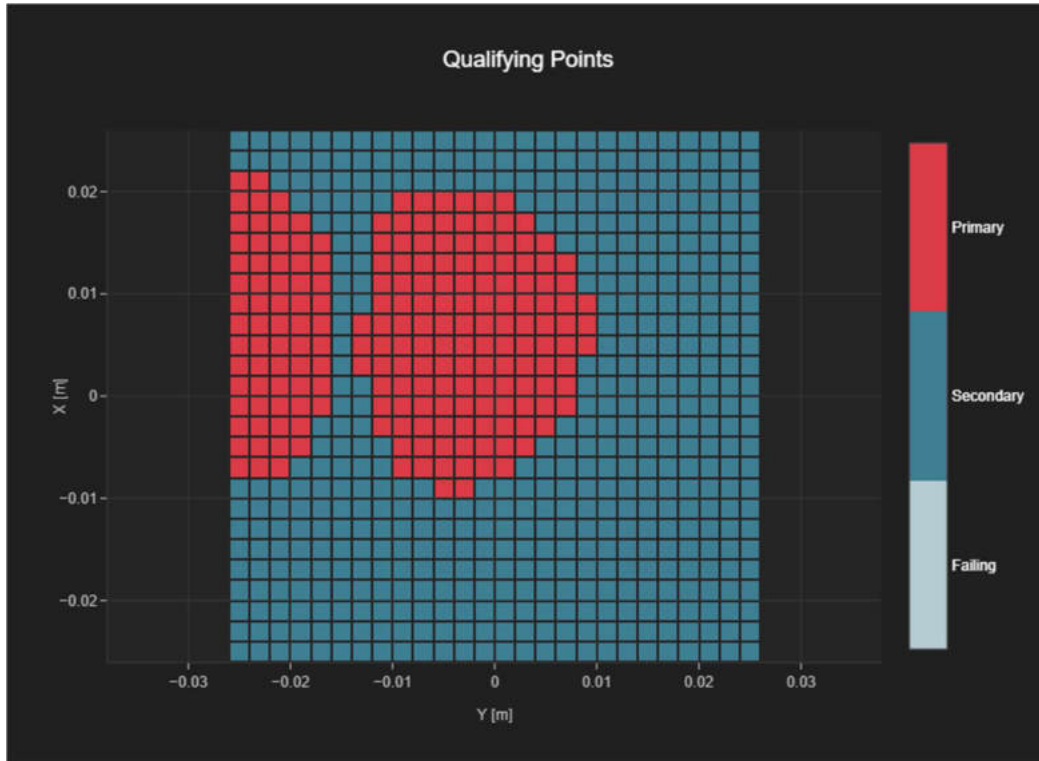 Qualifying Points
0.02
0.01
0
−0.01
−0.02
X [m]
−0.03
−0.02
−0.01
0
0.01
0.02
0.03
Y [m]
Primary
Secondary
Failing